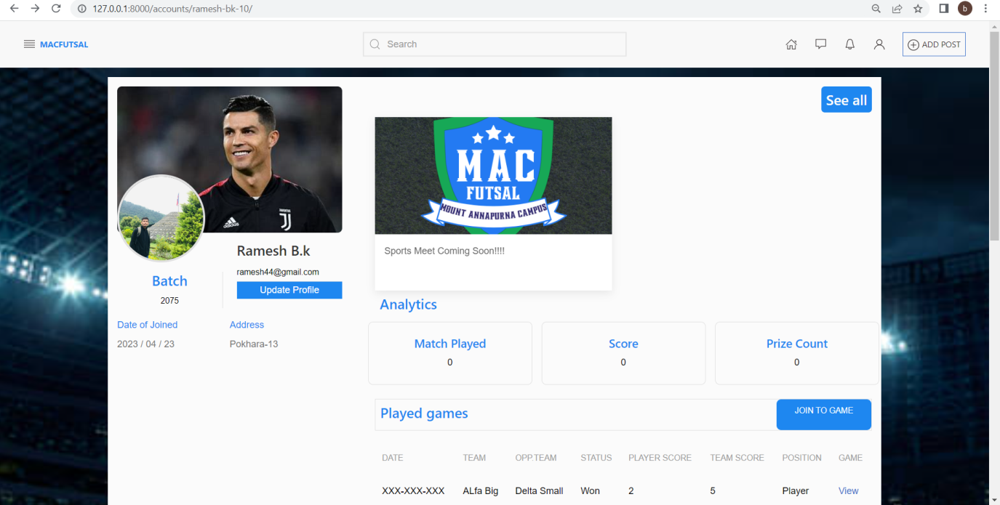 127.0.0.1:8000/accounts/ramesh-bk-10/
b
MACFUTSAL
Search
ADD POST
See all
MAC
FUTSAL
MOUNT ANNAPURNA CAMPUS
Sports Meet Coming Soon!!!!
adidas
JUVENTUS
Ramesh B.k
ramesh44@gmail.com
Update Profile
Batch
2075
Date of Joined Address
2023 / 04 / 23 Pokhara-13
Analytics
Match Played Score Prize Count
0 0 0
Played games JOIN TO GAME
DATE TEAM OPP.TEAM STATUS PLAYER SCORE TEAM SCORE POSITION GAME
XXX-XXX-XXX ALfa Big Delta Small Won 2 5 Player View